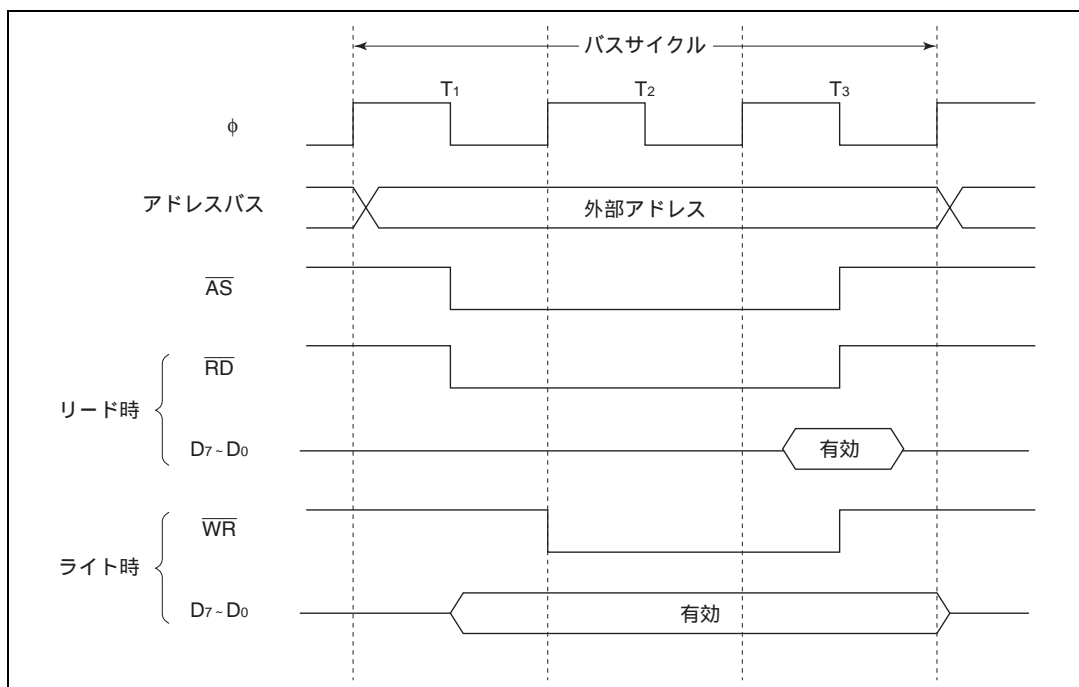 バスサイクル
T1 T2 T3
φ
アドレスバス
外部アドレス
AS
RD
リード時
D7~D0
有効
WR
ライト時
D7~D0
有効